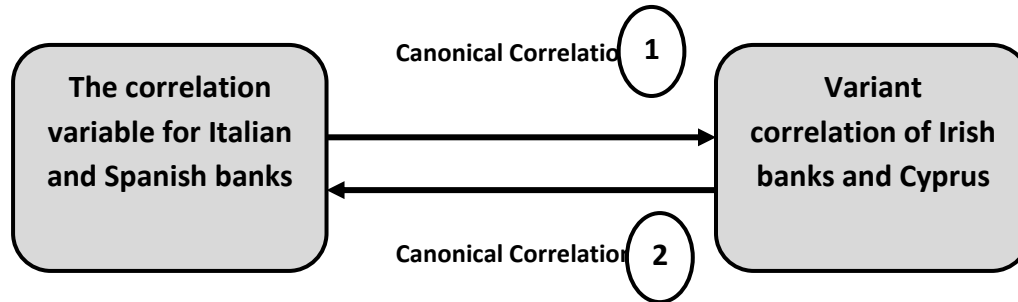 The correlation
variable for Italian
and Spanish banks
Canonical Correlatio
1
Variant
correlation of Irish
banks and Cyprus
Canonical Correlation
2